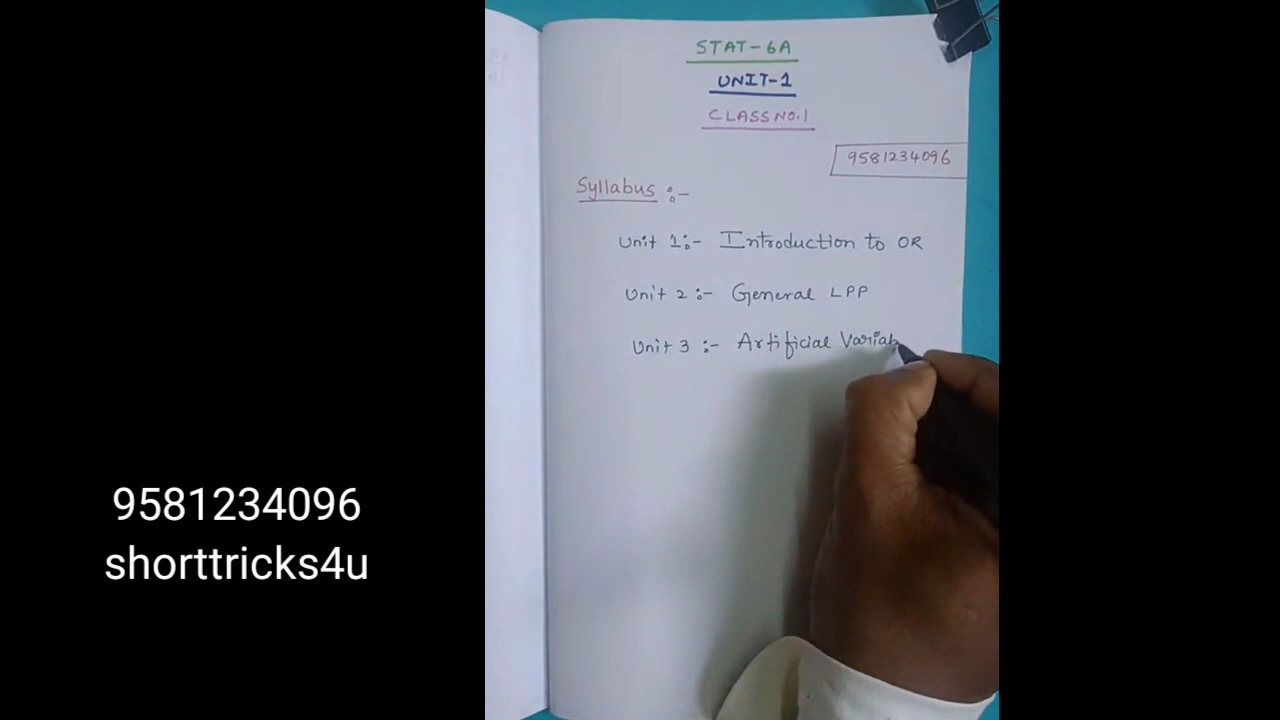 STAT-6A
UNIT-1
CLASS NO.1
9581234096
Syllabus :-
Unit 1:- Introduction to OR
Unit 2 :- General LPP
Unit 3 :- Artificial Variab
9581234096
shorttricks4u